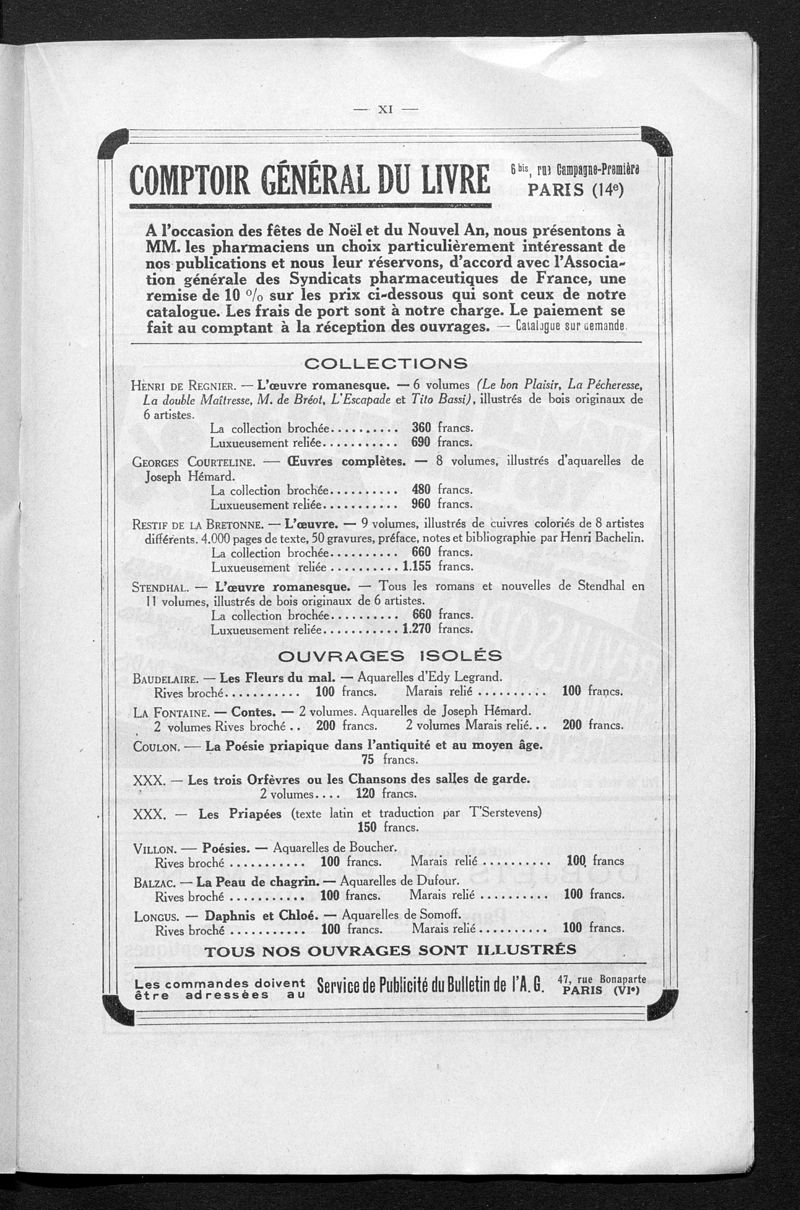 — XI —
COMPTOIR GÉNÉRAL DU LIVRE
6 bis, rue Campagne-Première
PARIS (14e)
A l'occasion des fêtes de Noël et du Nouvel An, nous présentons à
MM. les pharmaciens un choix particulièrement intéressant de
nos publications et nous leur réservons, d'accord avec l'Associa-
tion générale des Syndicats pharmaceutiques de France, une
remise de 10 % sur les prix ci-dessous qui sont ceux de notre
catalogue. Les frais de port sont à notre charge. Le paiement se
fait au comptant à la réception des ouvrages. — Catalogue sur demande.
COLLECTIONS
HENRI DE REGNIER. — L'œuvre romanesque. — 6 volumes (Le bon Plaisir, La Pécheresse,
La double Maîtresse, M. de Bréot, L'Escapade et Tito Bassi), illustrés de bois originaux de
6 artistes.
La collection brochée.......... 360 francs.
Luxueusement reliée........... 690 francs.
GEORGES COURTELINE. — Œuvres complètes. — 8 volumes, illustrés d'aquarelles de
Joseph Hémard.
La collection brochée.......... 480 francs.
Luxueusement reliée........... 960 francs.
RESTIF DE LA BRETONNE. — L'œuvre. — 9 volumes, illustrés de cuivres coloriés de 8 artistes
différents. 4.000 pages de texte, 50 gravures, préface, notes et bibliographie par Henri Bachelin.
La collection brochée.......... 660 francs.
Luxueusement reliée .......... 1.155 francs.
STENDHAL. — L'œuvre romanesque. — Tous les romans et nouvelles de Stendhal en
11 volumes, illustrés de bois originaux de 6 artistes.
La collection brochée.......... 660 francs.
Luxueusement reliée........... 1.270 francs.
OUVRAGES ISOLÉS
BAUDELAIRE. — Les Fleurs du mal. — Aquarelles d'Edy Legrand.
Rives broché........... 100 francs. Marais relié .......... 100 francs.
LA FONTAINE. — Contes. — 2 volumes. Aquarelles de Joseph Hémard.
2 volumes Rives broché .. 200 francs. 2 volumes Marais relié... 200 francs.
COULON. — La Poésie priapique dans l'antiquité et au moyen âge.
75 francs.
XXX. — Les trois Orfèvres ou les Chansons des salles de garde.
2 volumes.... 120 francs.
XXX. — Les Priapées (texte latin et traduction par T'Serstevens)
150 francs.
VILLON. — Poésies. — Aquarelles de Boucher.
Rives broché ........... 100 francs. Marais relié .......... 100 francs
BALZAC. — La Peau de chagrin. — Aquarelles de Dufour.
Rives broché ........... 100 francs. Marais relié .......... 100 francs.
LONGUS. — Daphnis et Chloé. — Aquarelles de Somoff.
Rives broché ........... 100 francs. Marais relié .......... 100 francs.
TOUS NOS OUVRAGES SONT ILLUSTRÉS
Les commandes doivent
être adressées au
Service de Publicité du Bulletin de l'A. G.
47, rue Bonaparte
PARIS (VIe)